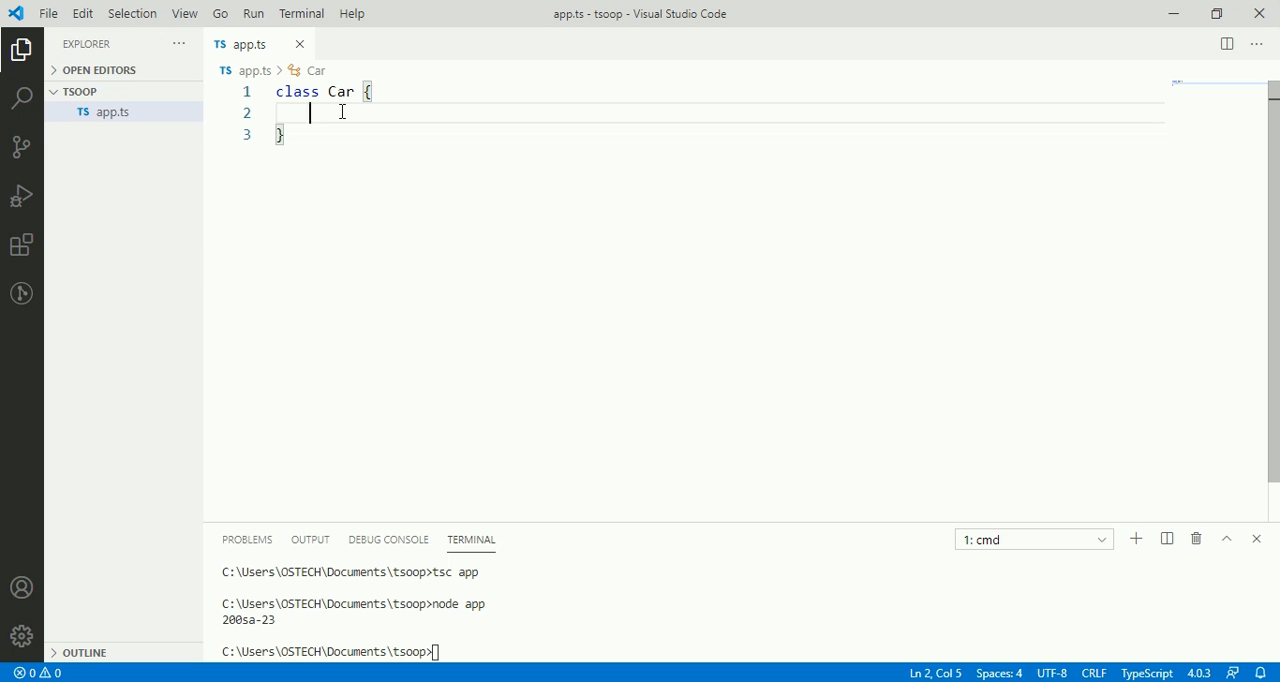 File Edit Selection View Go Run Terminal Help
app.ts - tsoop - Visual Studio Code
EXPLORER
OPEN EDITORS
TSOOP
TS app.ts
TS app.ts
TS app.ts > Car
1 class Car {
2
3 }
PROBLEMS OUTPUT DEBUG CONSOLE TERMINAL
1: cmd
C:\Users\OSTECH\Documents\tsoop>tsc app
C:\Users\OSTECH\Documents\tsoop>node app
200sa-23
C:\Users\OSTECH\Documents\tsoop>
OUTLINE
0 0
Ln 2, Col 5 Spaces: 4 UTF-8 CRLF TypeScript 4.0.3